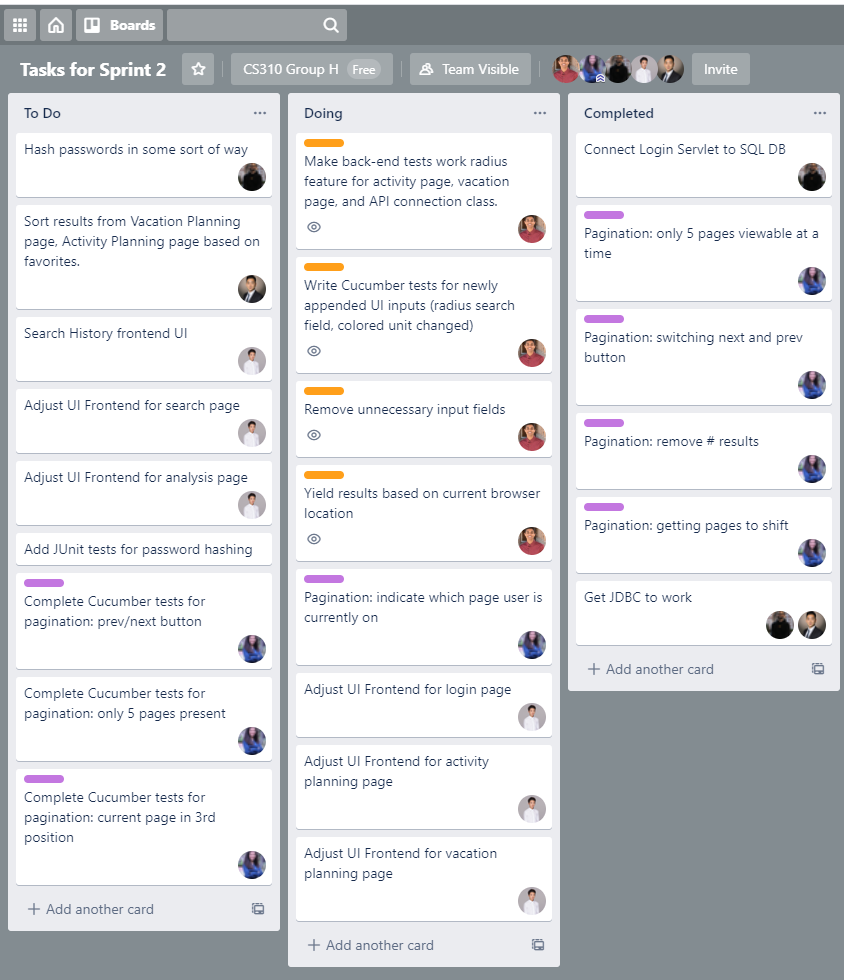 Boards
Tasks for Sprint 2
CS310 Group H Free
Team Visible
Invite
To Do
Hash passwords in some sort of way
Sort results from Vacation Planning
page, Activity Planning page based on
favorites.
Search History frontend UI
Adjust UI Frontend for search page
Adjust UI Frontend for analysis page
Add JUnit tests for password hashing
Complete Cucumber tests for
pagination: prev/next button
Complete Cucumber tests for
pagination: only 5 pages present
Complete Cucumber tests for
pagination: current page in 3rd
position
Add another card
Doing
Make back-end tests work radius
feature for activity page, vacation
page, and API connection class.
Write Cucumber tests for newly
appended UI inputs (radius search
field, colored unit changed)
Remove unnecessary input fields
Yield results based on current browser
location
Pagination: indicate which page user is
currently on
Adjust UI Frontend for login page
Adjust UI Frontend for activity
planning page
Adjust UI Frontend for vacation
planning page
Add another card
Completed
Connect Login Servlet to SQL DB
Pagination: only 5 pages viewable at a
time
Pagination: switching next and prev
button
Pagination: remove # results
Pagination: getting pages to shift
Get JDBC to work
Add another card